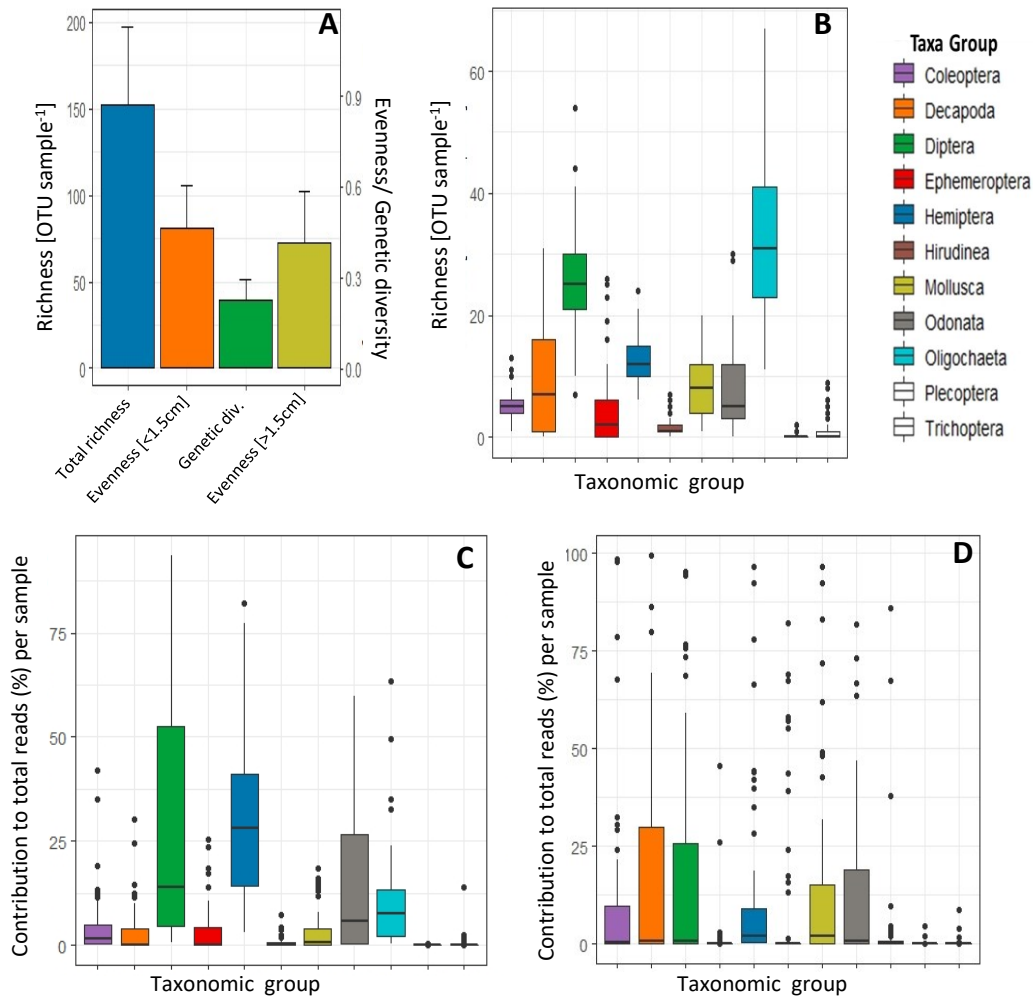 A
Richness [OTU sample-1]
200
150
100
50
0
0.9
0.6
0.3
0.0
Evenness/ Genetic diversity
Total richness
Evenness [<1.5cm]
Genetic div.
Evenness [>1.5cm]
B
Richness [OTU sample-1]
60
40
20
0
Taxonomic group
Taxa Group
Coleoptera
Decapoda
Diptera
Ephemeroptera
Hemiptera
Hirudinea
Mollusca
Odonata
Oligochaeta
Plecoptera
Trichoptera
C
Contribution to total reads (%) per sample
75
50
25
0
Taxonomic group
D
Contribution to total reads (%) per sample
100
75
50
25
0
Taxonomic group